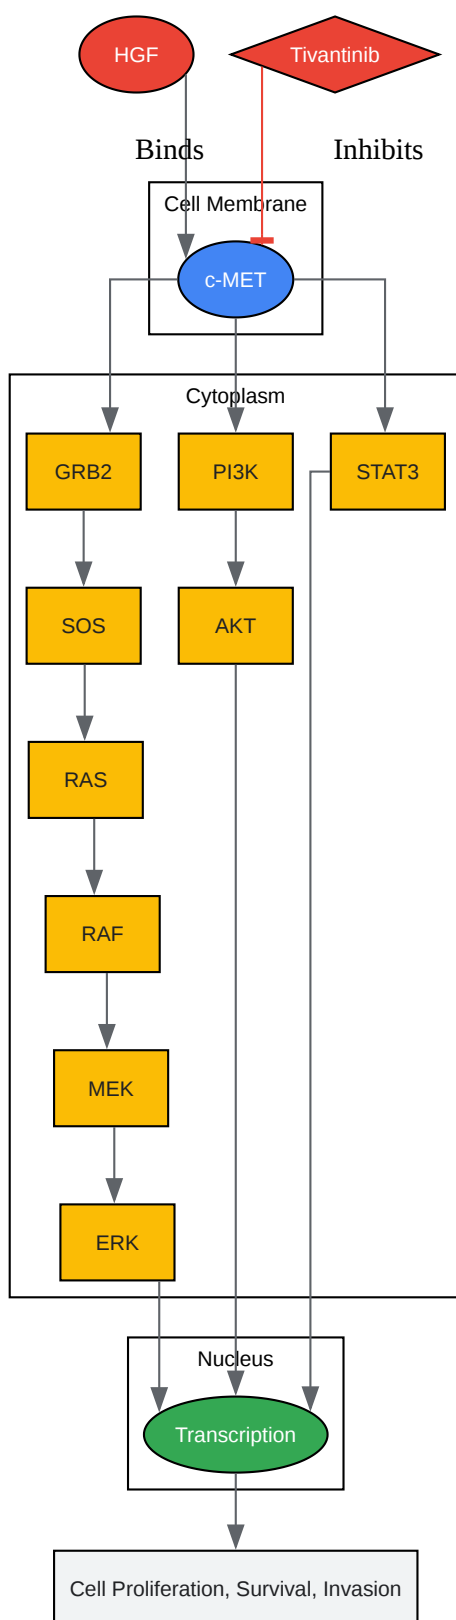 HGF
Tivantinib
Binds
Inhibits
Cell Membrane
c-MET
Cytoplasm
GRB2
PI3K
STAT3
SOS
AKT
RAS
RAF
MEK
ERK
Nucleus
Transcription
Cell Proliferation, Survival, Invasion